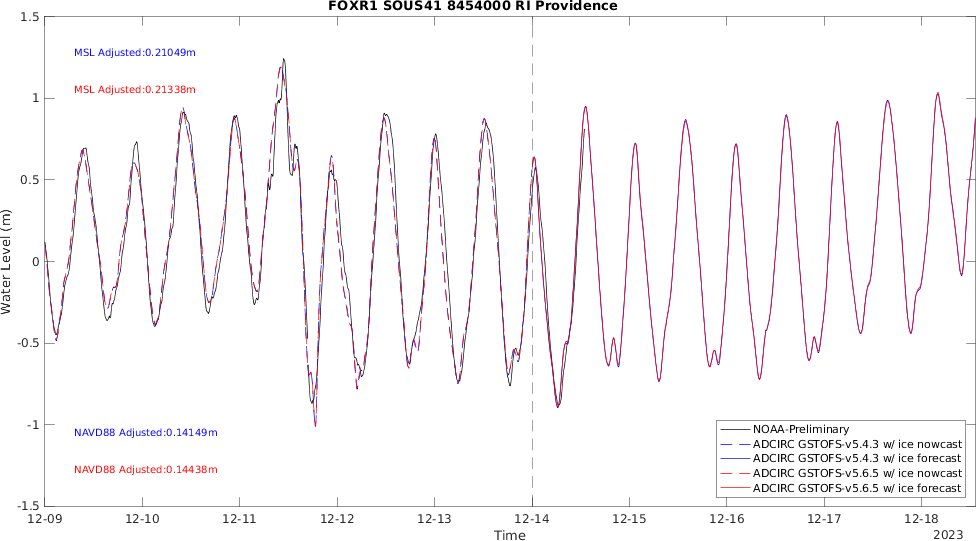 FOXR1 SOUS41 8454000 RI Providence
1.5
MSL Adjusted:0.21049m
MSL Adjusted:0.21338m
1
0.5
Water Level (m)
0
-0.5
-1
NAVD88 Adjusted:0.14149m
NAVD88 Adjusted:0.14438m
NOAA-Preliminary
ADCIRC GSTOFS-v5.4.3 w/ ice nowcast
ADCIRC GSTOFS-v5.4.3 w/ ice forecast
ADCIRC GSTOFS-v5.6.5 w/ ice nowcast
ADCIRC GSTOFS-v5.6.5 w/ ice forecast
-1.5
12-09 12-10 12-11 12-12 12-13 12-14 12-15 12-16 12-17 12-18
Time
2023